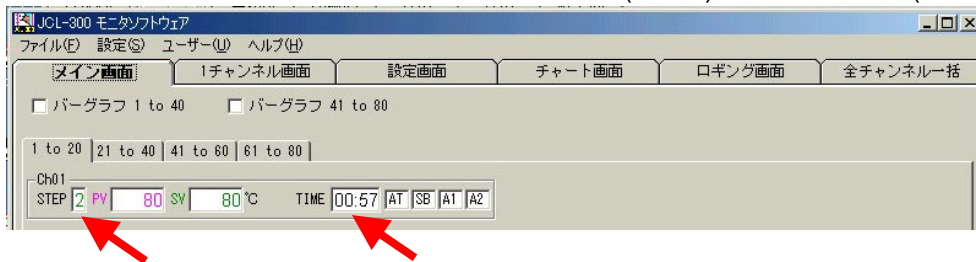 JCL-300 モニタソフトウェア
ファイル(F) 設定(S) ユーザー(U) ヘルプ(H)
メイン画面 1チャンネル画面 設定画面 チャート画面 ロギング画面 全チャンネル一括
バーグラフ 1 to 40 バーグラフ 41 to 80
1 to 20 21 to 40 41 to 60 61 to 80
Ch01
STEP 2 PV 80 SV 80 ℃ TIME 00:57 AT SB A1 A2